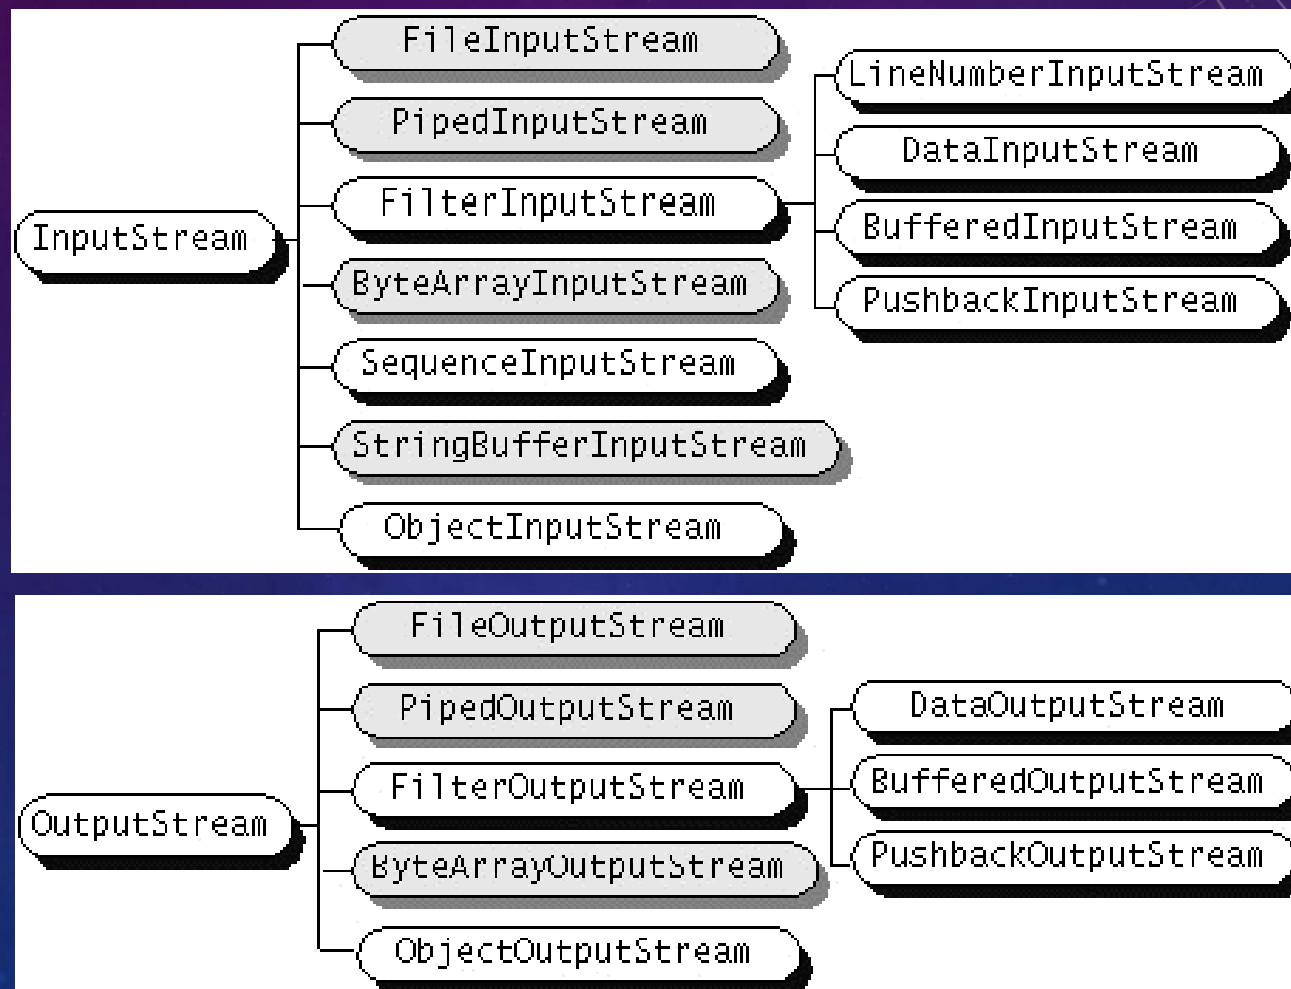 FileInputStream
LineNumberInputStream
PipedInputStream
DataInputStream
FilterInputStream
BufferedInputStream
InputStream
ByteArrayInputStream
PushbackInputStream
SequenceInputStream
StringBufferInputStream
ObjectInputStream
FileOutputStream
PipedOutputStream
DataOutputStream
FilterOutputStream
BufferedOutputStream
OutputStream
ByteArrayOutputStream
PushbackOutputStream
ObjectOutputStream